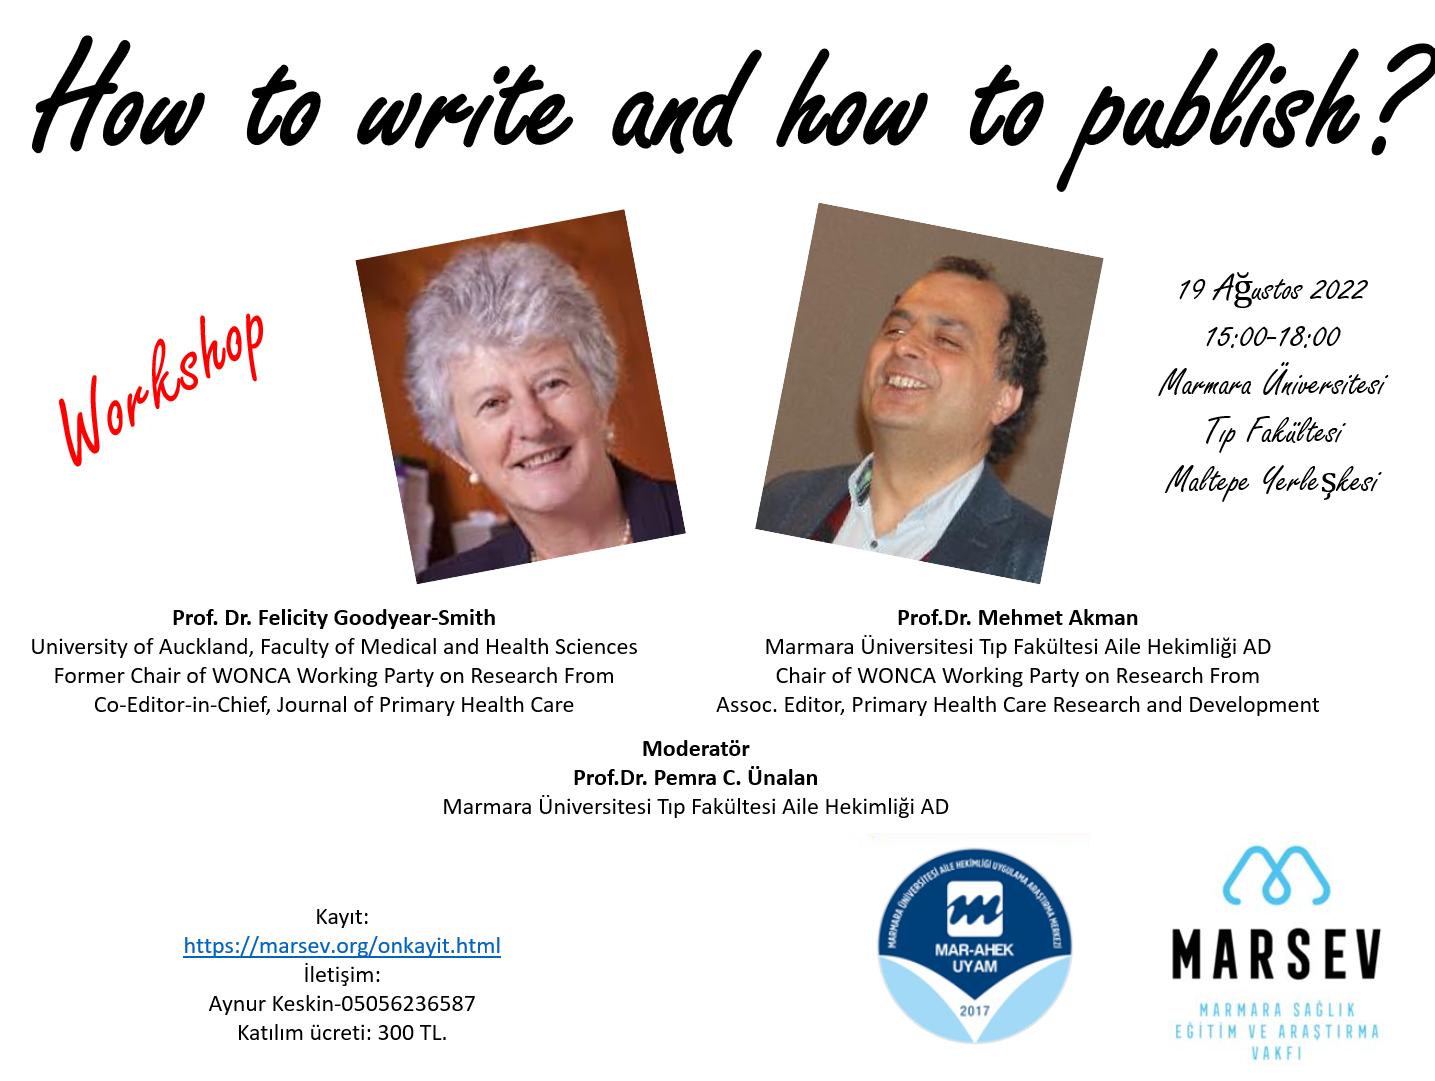 How to write and how to publish?
Workshop
19 Ağustos 2022
15:00-18:00
Marmara Üniversitesi
Tıp Fakültesi
Maltepe Yerleşkesi
Prof. Dr. Felicity Goodyear-Smith
University of Auckland, Faculty of Medical and Health Sciences
Former Chair of WONCA Working Party on Research From
Co-Editor-in-Chief, Journal of Primary Health Care
Prof.Dr. Mehmet Akman
Marmara Üniversitesi Tıp Fakültesi Aile Hekimliği AD
Chair of WONCA Working Party on Research From
Assoc. Editor, Primary Health Care Research and Development
Moderatör
Prof.Dr. Pemra C. Ünalan
Marmara Üniversitesi Tıp Fakültesi Aile Hekimliği AD
Kayıt:
https://marsev.org/onkayit.html
İletişim:
Aynur Keskin-05056236587
Katılım ücreti: 300 TL.
MARMARA ÜNİVERSİTESİ AİLE HEKİMLİĞİ UYGULAMA ARAŞTIRMA MERKEZİ
MAR-AHEK
UYAM
2017
MARSEV
MARMARA SAĞLIK
EĞİTİM VE ARAŞTIRMA
VAKFI